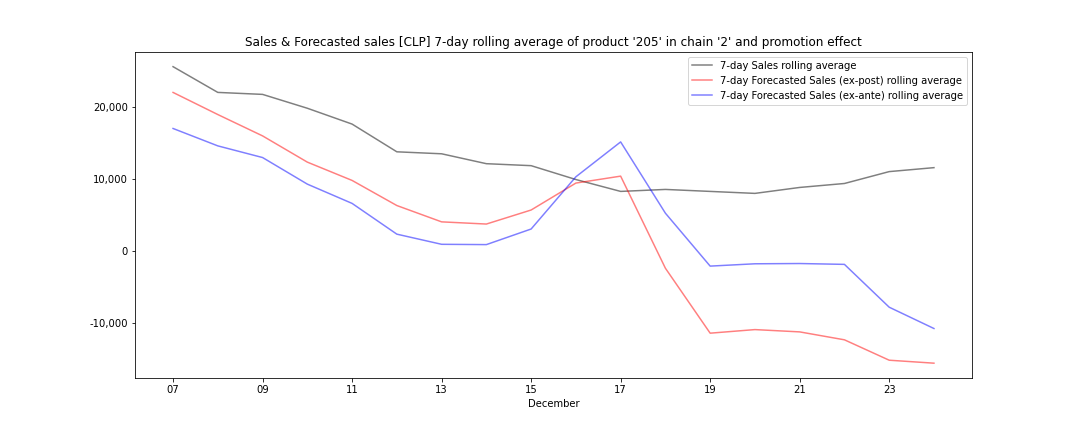 Sales & Forecasted sales [CLP] 7-day rolling average of product '205' in chain '2' and promotion effect
7-day Sales rolling average
7-day Forecasted Sales (ex-post) rolling average
7-day Forecasted Sales (ex-ante) rolling average
20,000
10,000
0
-10,000
07 09 11 13 15 17 19 21 23
December